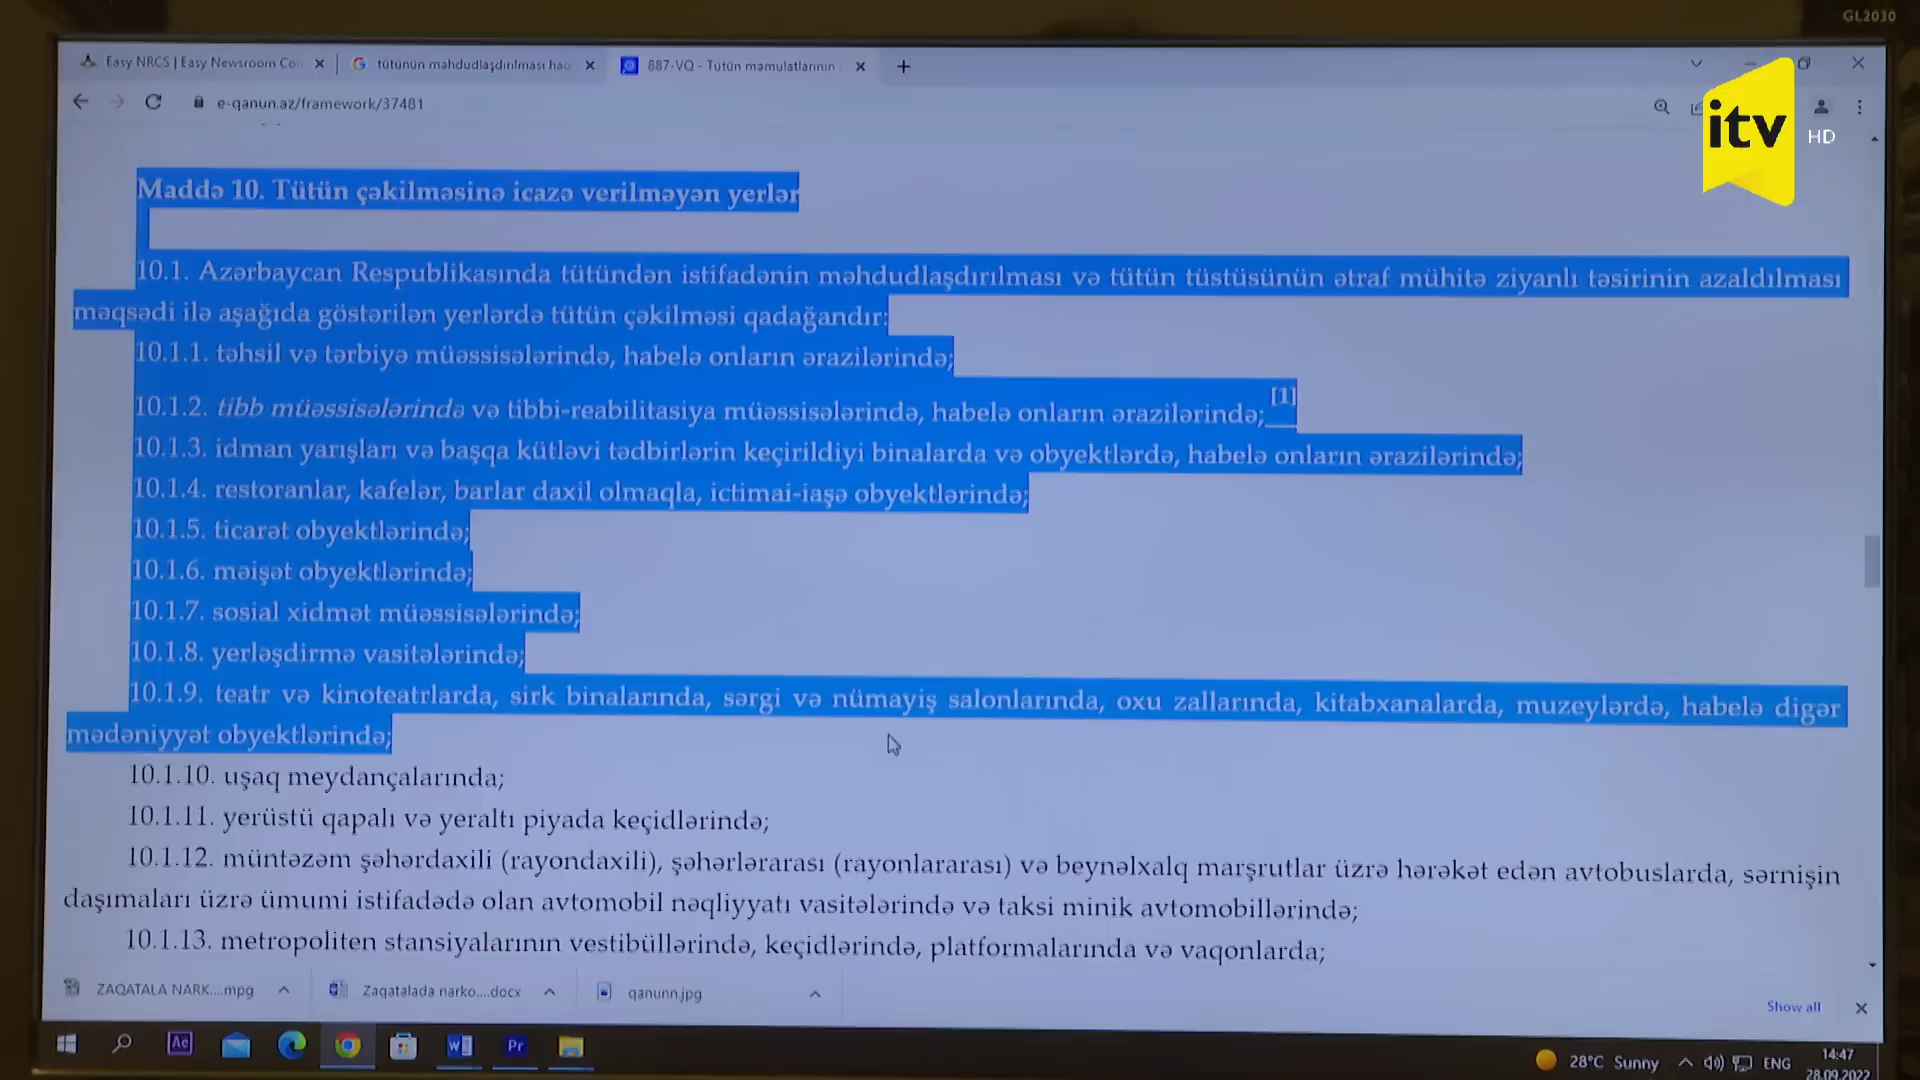 GL2030
Easy NRCS | Easy Newsroom Co
tütünün məhdudlaşdırılması haq
887-VQ - Tütün məmulatlarının
e-qanun.az/framework/37481
itv HD
Maddə 10. Tütün çəkilməsinə icazə verilməyən yerlər
10.1. Azərbaycan Respublikasında tütündən istifadənin məhdudlaşdırılması və tütün tüstüsünün ətraf mühitə ziyanlı təsirinin azaldılması
məqsədi ilə aşağıda göstərilən yerlərdə tütün çəkilməsi qadağandır:
10.1.1. təhsil və tərbiyə müəssisələrində, habelə onların ərazilərində;
10.1.2. tibb müəssisələrində və tibbi-reabilitasiya müəssisələrində, habelə onların ərazilərində;[1]
10.1.3. idman yarışları və başqa kütləvi tədbirlərin keçirildiyi binalarda və obyektlərdə, habelə onların ərazilərində;
10.1.4. restoranlar, kafelər, barlar daxil olmaqla, ictimai-iaşə obyektlərində;
10.1.5. ticarət obyektlərində;
10.1.6. məişət obyektlərində;
10.1.7. sosial xidmət müəssisələrində;
10.1.8. yerləşdirmə vasitələrində;
10.1.9. teatr və kinoteatrlarda, sirk binalarında, sərgi və nümayiş salonlarında, oxu zallarında, kitabxanalarda, muzeylərdə, habelə digər
mədəniyyət obyektlərində;
10.1.10. uşaq meydançalarında;
10.1.11. yerüstü qapalı və yeraltı piyada keçidlərində;
10.1.12. müntəzəm şəhərdaxili (rayondaxili), şəhərlərarası (rayonlararası) və beynəlxalq marşrutlar üzrə hərəkət edən avtobuslarda, sərnişin
daşımaları üzrə ümumi istifadədə olan avtomobil nəqliyyatı vasitələrində və taksi minik avtomobillərində;
10.1.13. metropoliten stansiyalarının vestibüllərində, keçidlərində, platformalarında və vaqonlarda;
ZAQATALA NARK....mpg
Zaqatalada narko....docx
qanunn.jpg
Show all
Ae
Pr
28°C Sunny
ENG
14:47
28.09.2022